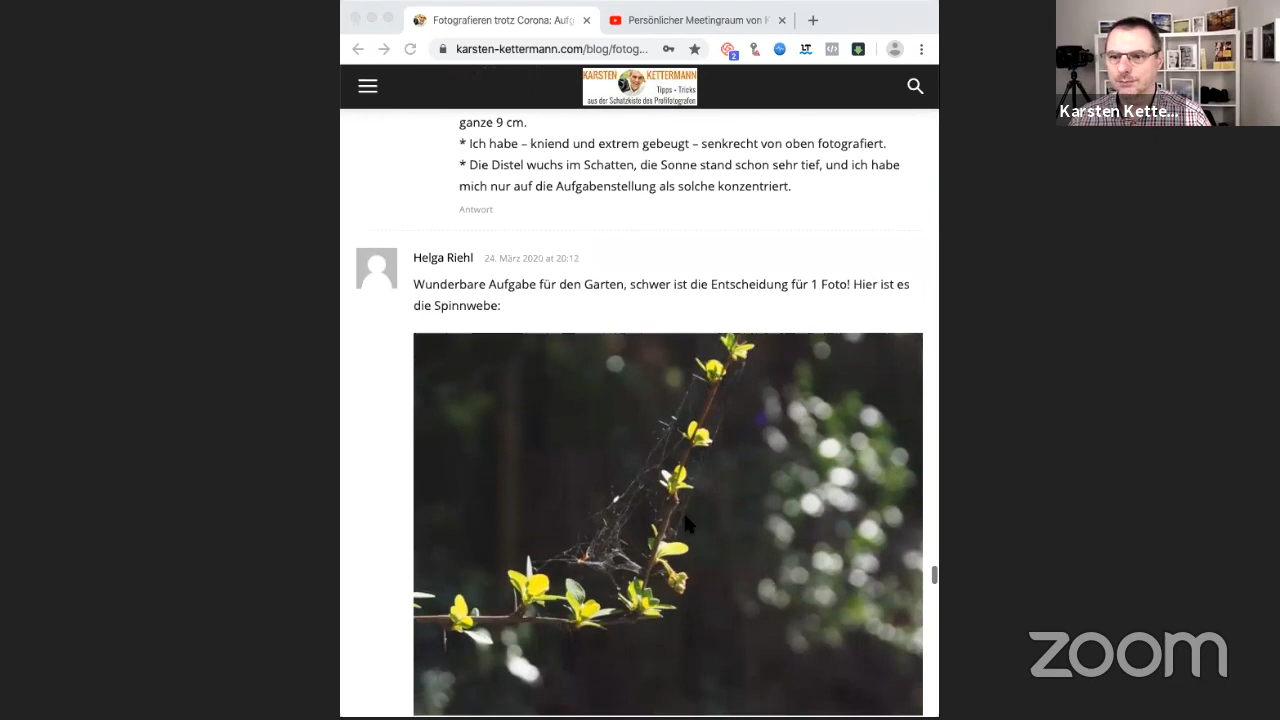 Fotografieren trotz Corona: Aufg
Persönlicher Meetingraum von K
karsten-kettermann.com/blog/fotog...
2
KARSTEN KETTERMANN
Tipps + Tricks
aus der Schatzkiste des Profifotografen
Karsten Kette...
ganze 9 cm.
* Ich habe – kniend und extrem gebeugt – senkrecht von oben fotografiert.
* Die Distel wuchs im Schatten, die Sonne stand schon sehr tief, und ich habe
mich nur auf die Aufgabenstellung als solche konzentriert.
Antwort
Helga Riehl 24. März 2020 at 20:12
Wunderbare Aufgabe für den Garten, schwer ist die Entscheidung für 1 Foto! Hier ist es
die Spinnwebe:
zoom